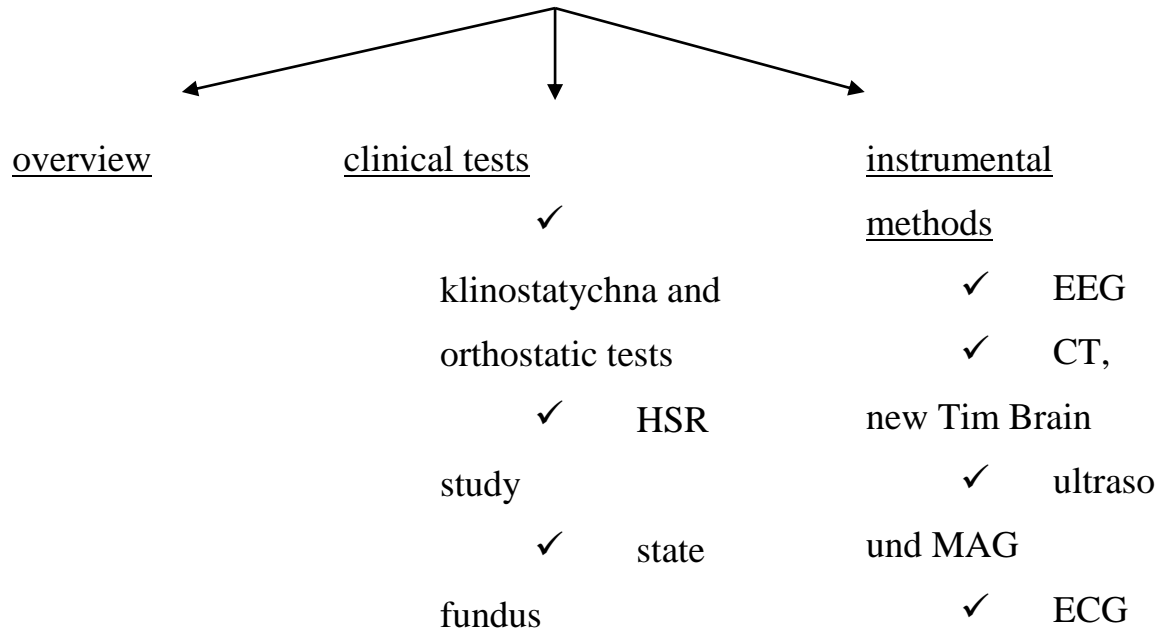 overview
clinical tests
✓
klinostatychna and
orthostatic tests
✓ HSR
study
✓ state
fundus
instrumental
methods
✓ EEG
✓ CT,
new Tim Brain
✓ ultraso
und MAG
✓ ECG